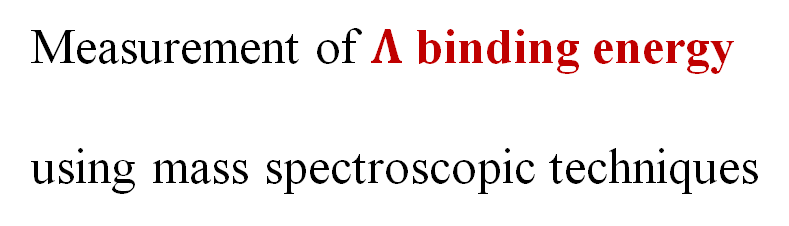 Measurement of Λ binding energy
using mass spectroscopic techniques